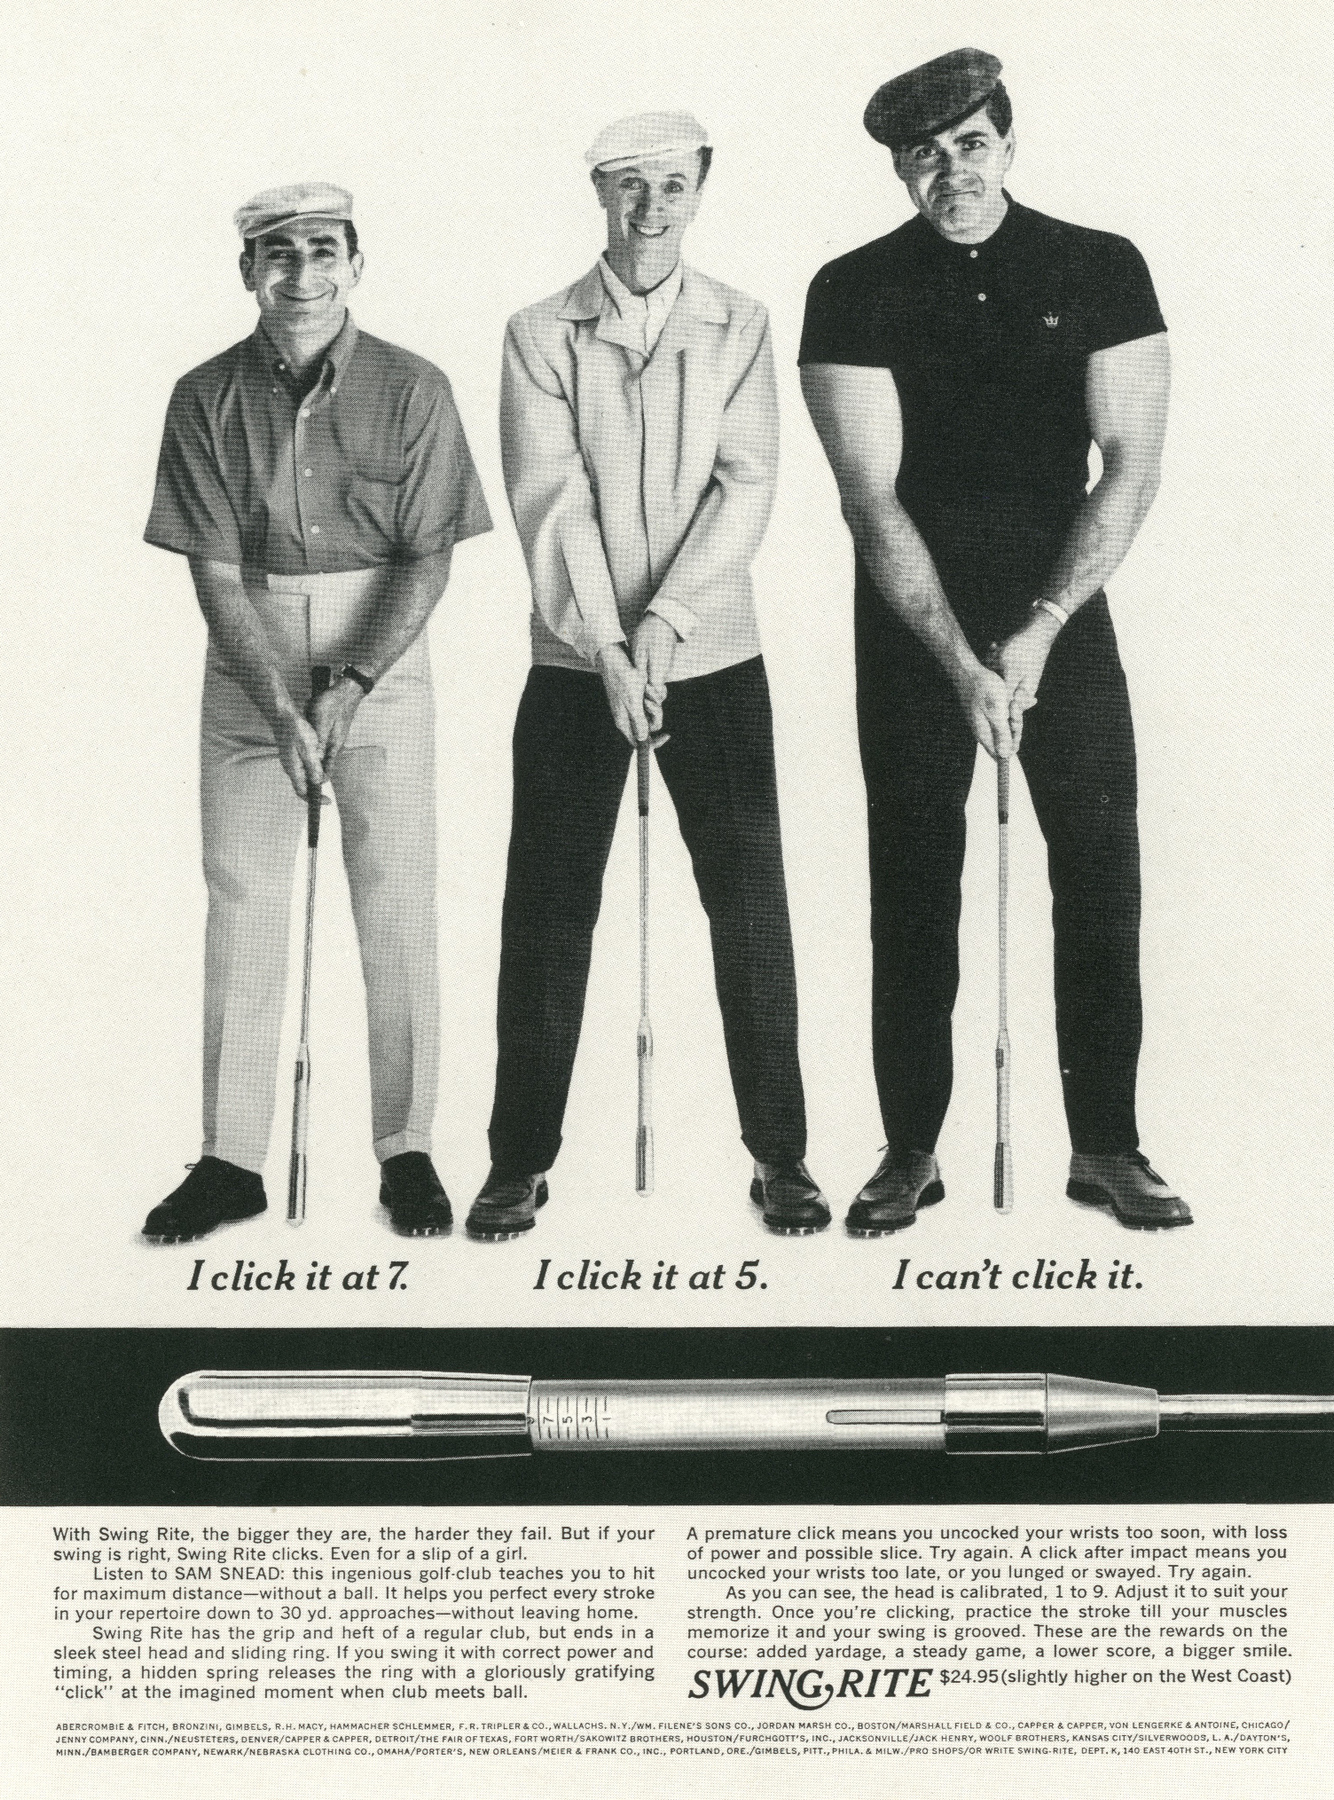 I click it at 7.
I click it at 5.
I can't click it.
9
7
5
3
1
With Swing Rite, the bigger they are, the harder they fail. But if your
swing is right, Swing Rite clicks. Even for a slip of a girl.
Listen to SAM SNEAD: this ingenious golf-club teaches you to hit
for maximum distance—without a ball. It helps you perfect every stroke
in your repertoire down to 30 yd. approaches—without leaving home.
Swing Rite has the grip and heft of a regular club, but ends in a
sleek steel head and sliding ring. If you swing it with correct power and
timing, a hidden spring releases the ring with a gloriously gratifying
"click" at the imagined moment when club meets ball.
A premature click means you uncocked your wrists too soon, with loss
of power and possible slice. Try again. A click after impact means you
uncocked your wrists too late, or you lunged or swayed. Try again.
As you can see, the head is calibrated, 1 to 9. Adjust it to suit your
strength. Once you're clicking, practice the stroke till your muscles
memorize it and your swing is grooved. These are the rewards on the
course: added yardage, a steady game, a lower score, a bigger smile.
SWING RITE $24.95 (slightly higher on the West Coast)
ABERCROMBIE & FITCH, BRONZINI, GIMBELS, R.H. MACY, HAMMACHER SCHLEMMER, F.R. TRIPLER & CO., WALLACHS. N.Y./WM. FILENE'S SONS CO., JORDAN MARSH CO., BOSTON/MARSHALL FIELD & CO., CAPPER & CAPPER, VON LENGERKE & ANTOINE, CHICAGO/
JENNY COMPANY, CINN./NEUSTETERS, DENVER/CAPPER & CAPPER, DETROIT/THE FAIR OF TEXAS, FORT WORTH/SAKOWITZ BROTHERS, HOUSTON/FURCHGOTT'S, INC., JACKSONVILLE/JACK HENRY, WOOLF BROTHERS, KANSAS CITY/SILVERWOODS, L.A./DAYTON'S,
MINN./BAMBERGER COMPANY, NEWARK/NEBRASKA CLOTHING CO., OMAHA/PORTER'S, NEW ORLEANS/MEIER & FRANK CO., INC., PORTLAND, ORE./GIMBELS, PITT., PHILA. & MILW./PRO SHOPS/OR WRITE SWING-RITE, DEPT. K, 140 EAST 40TH ST., NEW YORK CITY